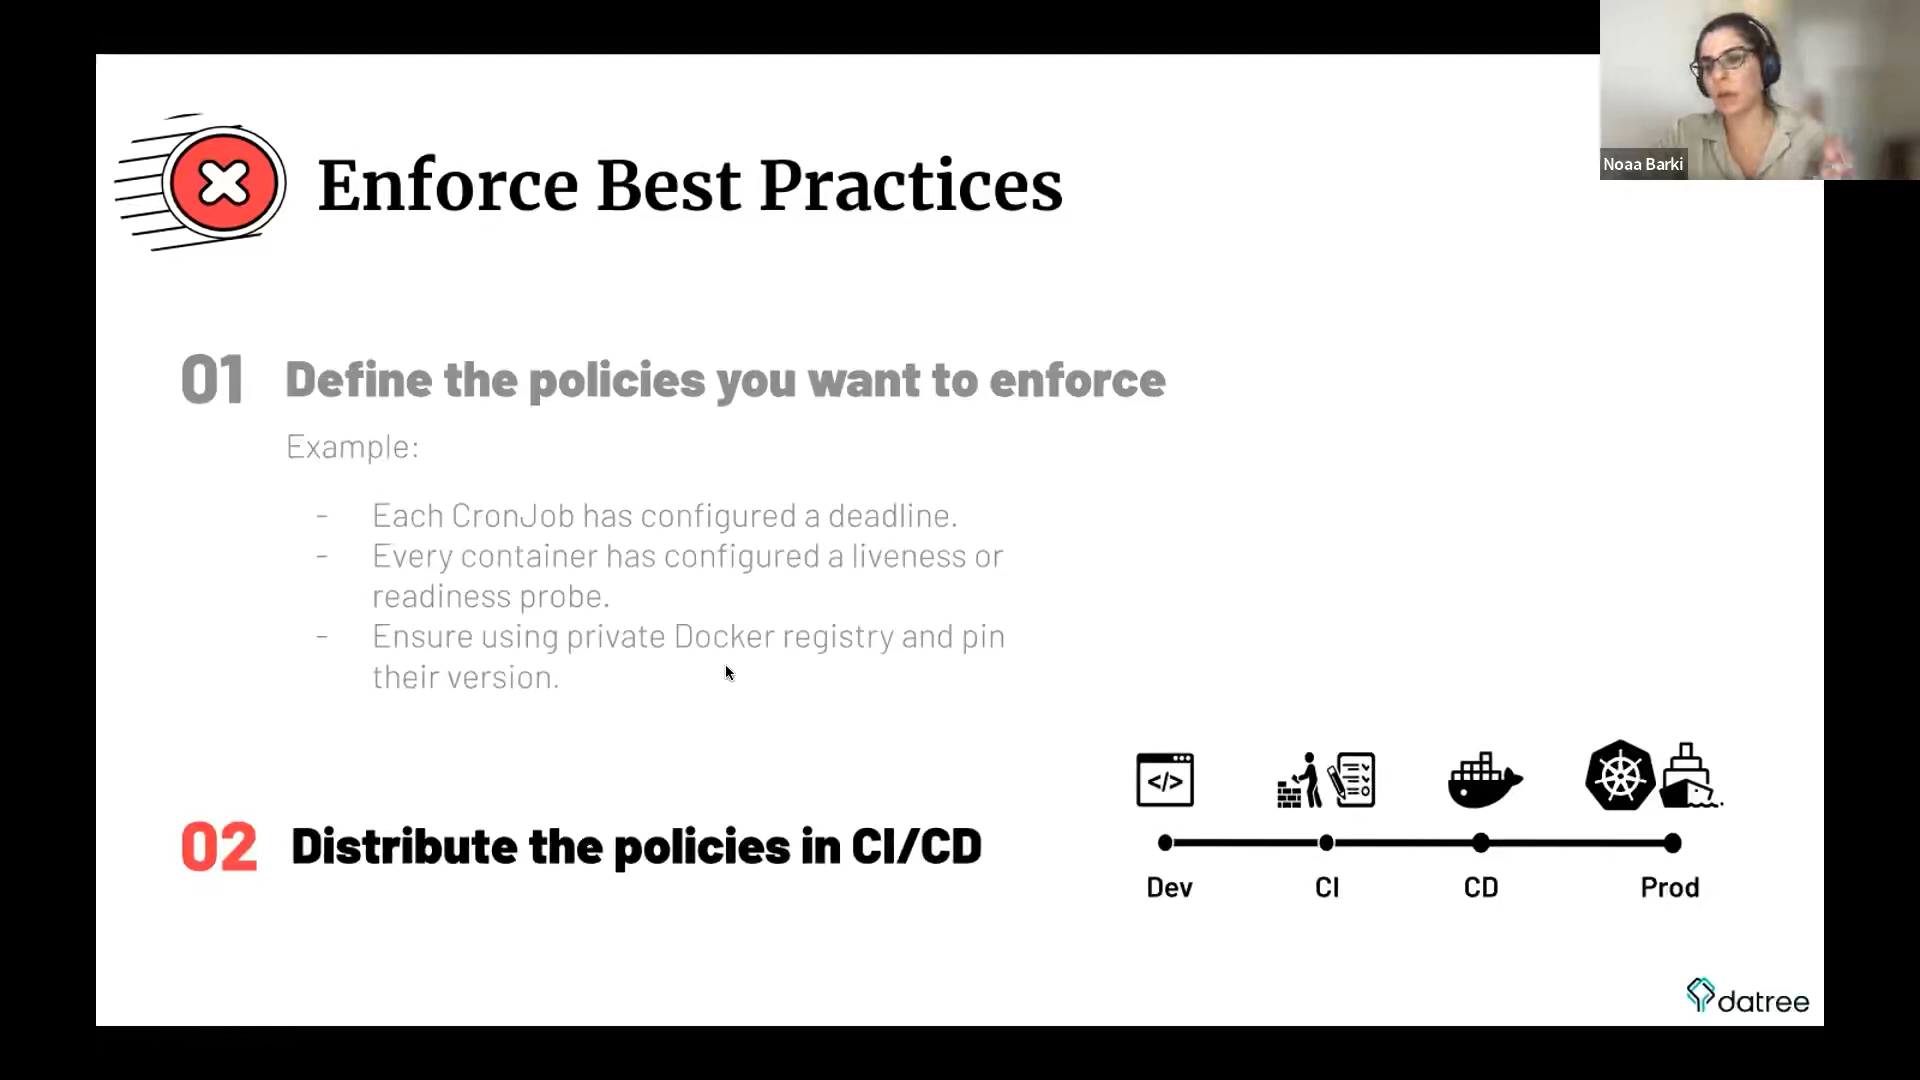 Noaa Barki
Enforce Best Practices
01 Define the policies you want to enforce
Example:
- Each CronJob has configured a deadline.
- Every container has configured a liveness or
readiness probe.
- Ensure using private Docker registry and pin
their version.
</>
02 Distribute the policies in CI/CD
Dev CI CD Prod
datree